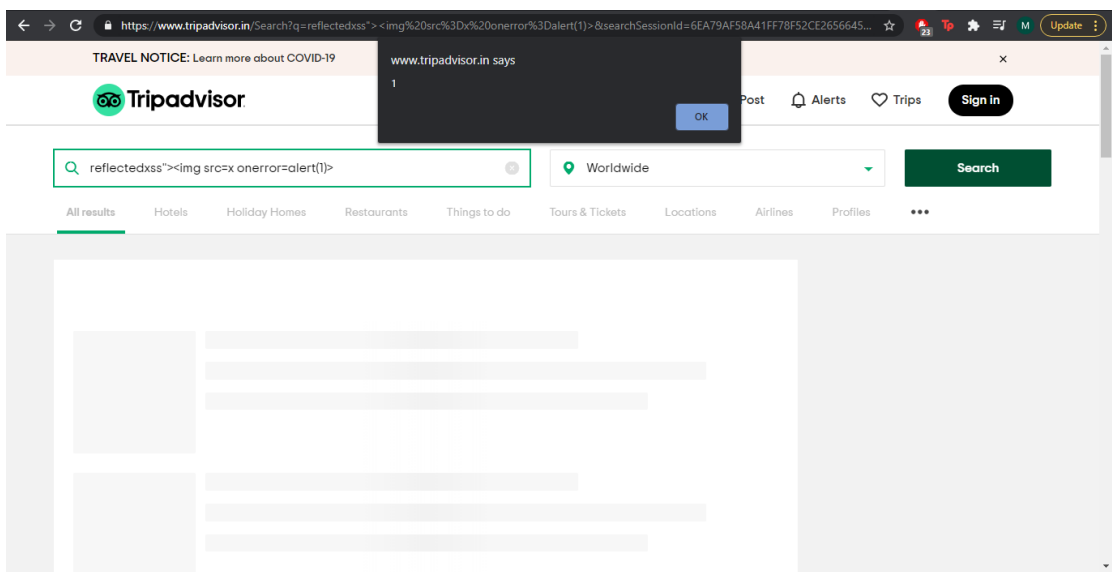 https://www.tripadvisor.in/Search?q=reflectedxss"><img%20src%3Dx%20onerror%3Dalert(1)>&searchSessionId=6EA79AF58A41FF78F52CE2656645...
23
Tp
M
Update
TRAVEL NOTICE: Learn more about COVID-19
www.tripadvisor.in says
1
OK
Tripadvisor
Post
Alerts
Trips
Sign in
reflectedxss"><img src=x onerror=alert(1)>
Worldwide
Search
All results Hotels Holiday Homes Restaurants Things to do Tours & Tickets Locations Airlines Profiles